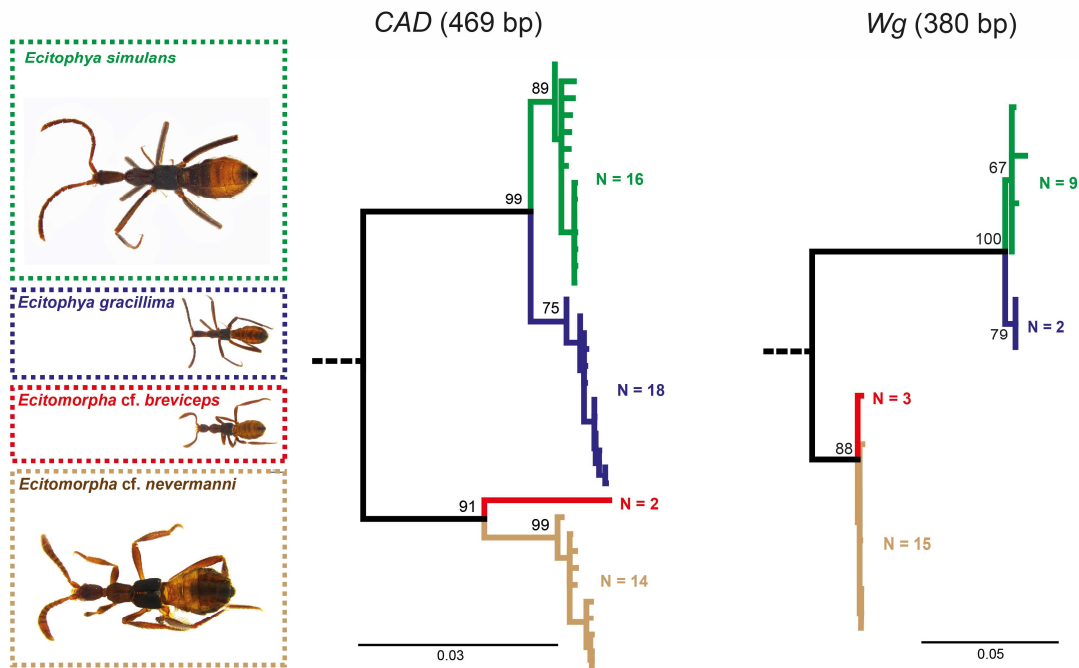 CAD (469 bp)
Wg (380 bp)
Ecitophya simulans
Ecitophya gracillima
Ecitomorpha cf. breviceps
Ecitomorpha cf. nevermanni
89
99
N = 16
75
N = 18
91
N = 2
99
N = 14
0.03
67
N = 9
100
79
N = 2
N = 3
88
N = 15
0.05